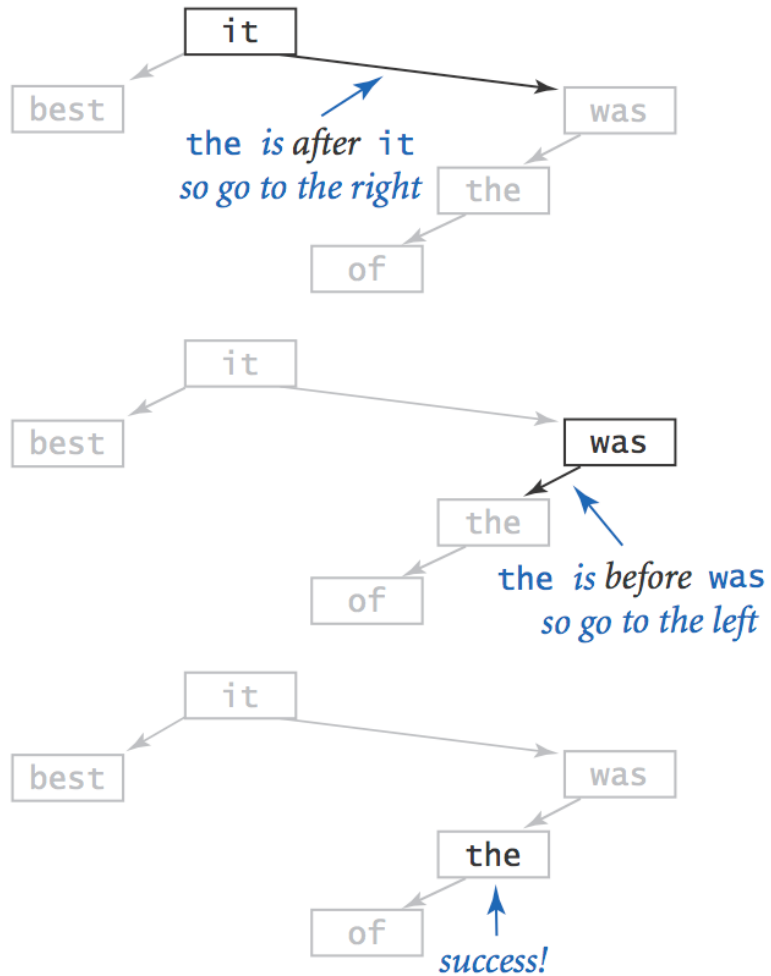 it
best
was
the is after it
so go to the right
the
of
it
best
was
the
the is before was
of
so go to the left
it
best
was
the
of
success!